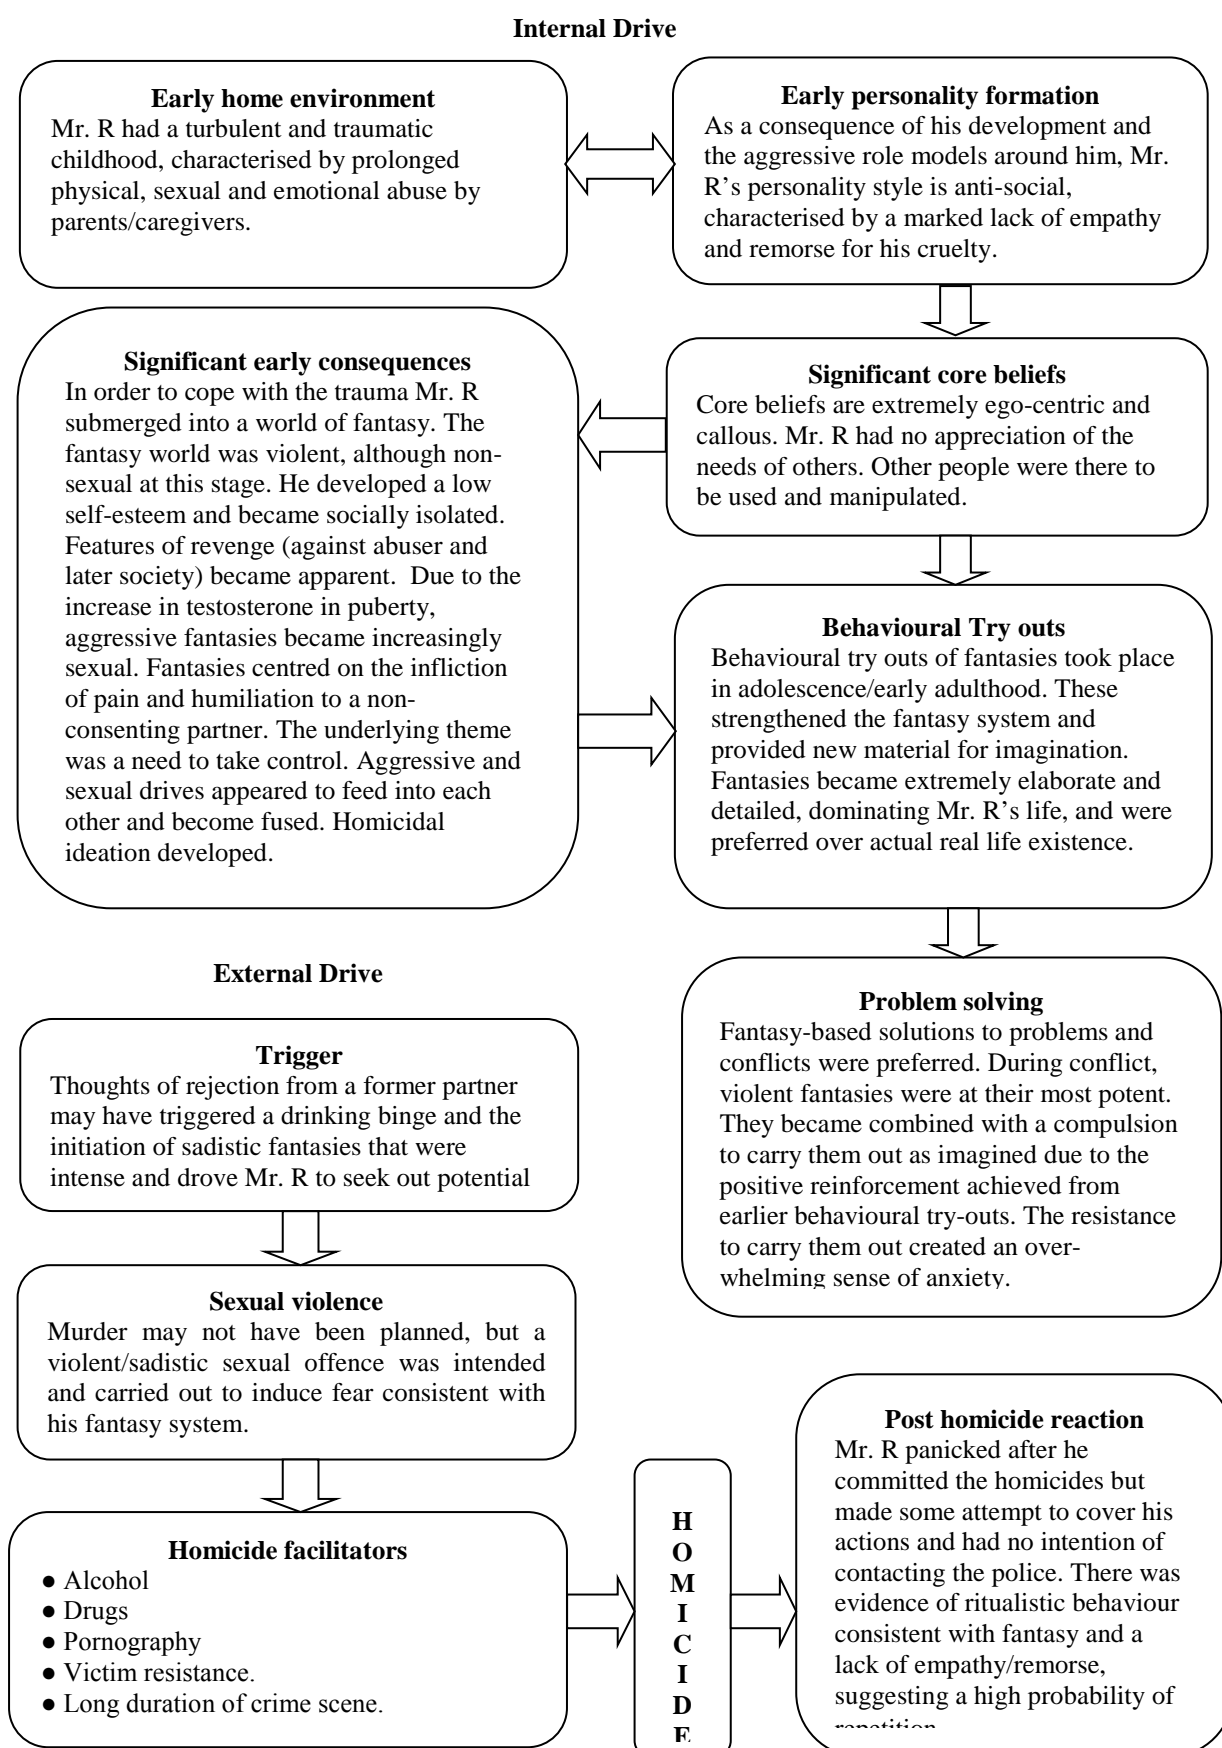 Internal Drive
Early home environment
Mr. R had a turbulent and traumatic
childhood, characterised by prolonged
physical, sexual and emotional abuse by
parents/caregivers.
Early personality formation
As a consequence of his development and
the aggressive role models around him, Mr.
R’s personality style is anti-social,
characterised by a marked lack of empathy
and remorse for his cruelty.
Significant early consequences
In order to cope with the trauma Mr. R
submerged into a world of fantasy. The
fantasy world was violent, although non-
sexual at this stage. He developed a low
self-esteem and became socially isolated.
Features of revenge (against abuser and
later society) became apparent.  Due to the
increase in testosterone in puberty,
aggressive fantasies became increasingly
sexual. Fantasies centred on the infliction
of pain and humiliation to a non-
consenting partner. The underlying theme
was a need to take control. Aggressive and
sexual drives appeared to feed into each
other and become fused. Homicidal
ideation developed.
Significant core beliefs
Core beliefs are extremely ego-centric and
callous. Mr. R had no appreciation of the
needs of others. Other people were there to
be used and manipulated.
Behavioural Try outs
Behavioural try outs of fantasies took place
in adolescence/early adulthood. These
strengthened the fantasy system and
provided new material for imagination.
Fantasies became extremely elaborate and
detailed, dominating Mr. R’s life, and were
preferred over actual real life existence.
Problem solving
Fantasy-based solutions to problems and
conflicts were preferred. During conflict,
violent fantasies were at their most potent.
They became combined with a compulsion
to carry them out as imagined due to the
positive reinforcement achieved from
earlier behavioural try-outs. The resistance
to carry them out created an over-
whelming sense of anxiety.
External Drive
Trigger
Thoughts of rejection from a former partner
may have triggered a drinking binge and the
initiation of sadistic fantasies that were
intense and drove Mr. R to seek out potential
Sexual violence
Murder may not have been planned, but a
violent/sadistic sexual offence was intended
and carried out to induce fear consistent with
his fantasy system.
Homicide facilitators
● Alcohol
● Drugs
● Pornography
● Victim resistance.
● Long duration of crime scene.
H
O
M
I
C
I
D
E
Post homicide reaction
Mr. R panicked after he
committed the homicides but
made some attempt to cover his
actions and had no intention of
contacting the police. There was
evidence of ritualistic behaviour
consistent with fantasy and a
lack of empathy/remorse,
suggesting a high probability of